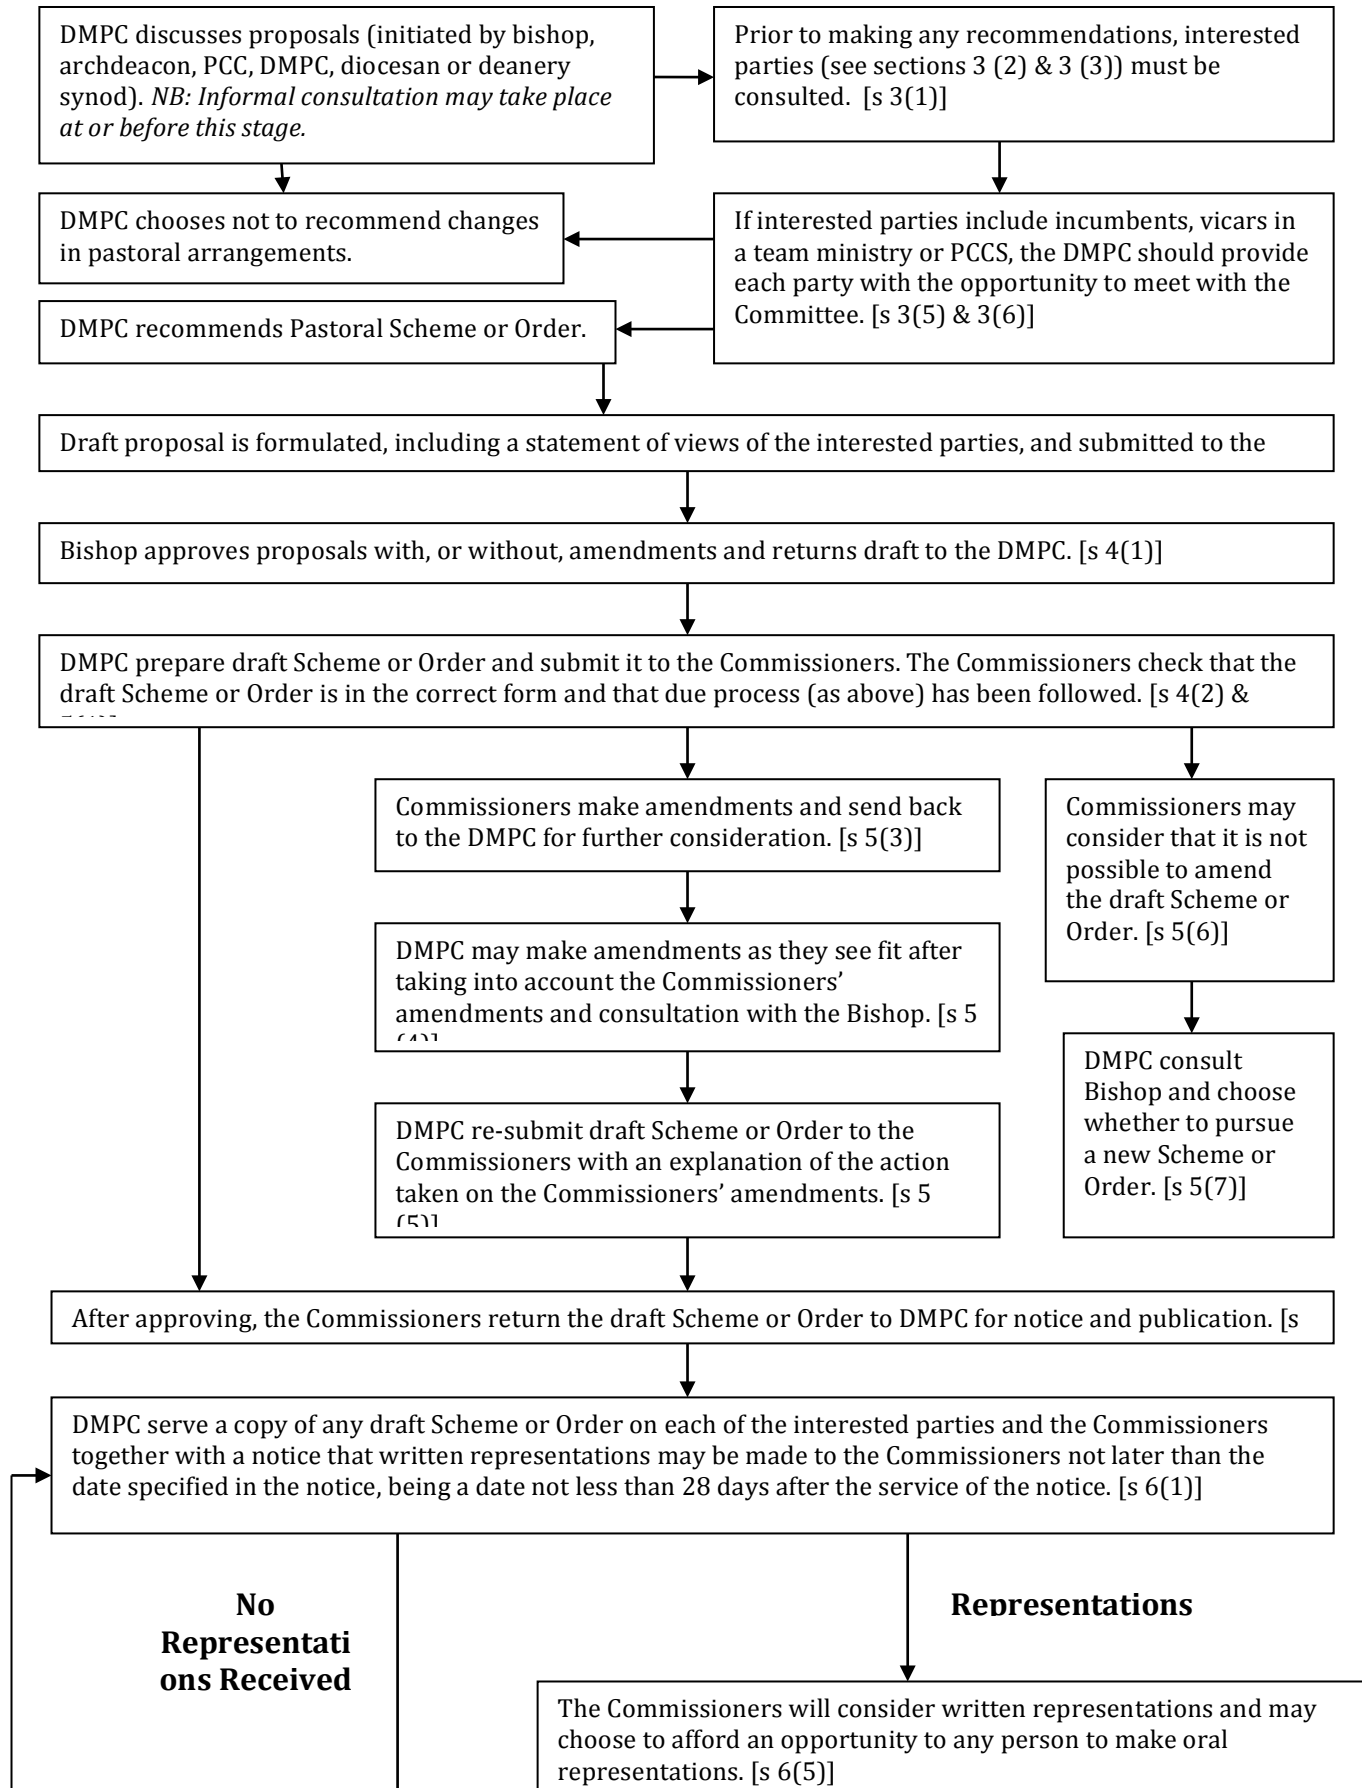 DMPC discusses proposals (initiated by bishop,
archdeacon, PCC, DMPC, diocesan or deanery
synod). NB: Informal consultation may take place
at or before this stage.
Prior to making any recommendations, interested
parties (see sections 3 (2) & 3 (3)) must be
consulted.  [s 3(1)]
DMPC chooses not to recommend changes
in pastoral arrangements.
If interested parties include incumbents, vicars in
a team ministry or PCCS, the DMPC should provide
each party with the opportunity to meet with the
Committee. [s 3(5) & 3(6)]
DMPC recommends Pastoral Scheme or Order.
Draft proposal is formulated, including a statement of views of the interested parties, and submitted to the
Bishop approves proposals with, or without, amendments and returns draft to the DMPC. [s 4(1)]
DMPC prepare draft Scheme or Order and submit it to the Commissioners. The Commissioners check that the
draft Scheme or Order is in the correct form and that due process (as above) has been followed. [s 4(2) &
Commissioners make amendments and send back
to the DMPC for further consideration. [s 5(3)]
Commissioners may
consider that it is not
possible to amend
the draft Scheme or
Order. [s 5(6)]
DMPC may make amendments as they see fit after
taking into account the Commissioners’
amendments and consultation with the Bishop. [s 5
(4)]
DMPC consult
Bishop and choose
whether to pursue
a new Scheme or
Order. [s 5(7)]
DMPC re-submit draft Scheme or Order to the
Commissioners with an explanation of the action
taken on the Commissioners’ amendments. [s 5
(5)]
After approving, the Commissioners return the draft Scheme or Order to DMPC for notice and publication. [s
DMPC serve a copy of any draft Scheme or Order on each of the interested parties and the Commissioners
together with a notice that written representations may be made to the Commissioners not later than the
date specified in the notice, being a date not less than 28 days after the service of the notice. [s 6(1)]
No
Representati
ons Received
Representations
The Commissioners will consider written representations and may
choose to afford an opportunity to any person to make oral
representations. [s 6(5)]